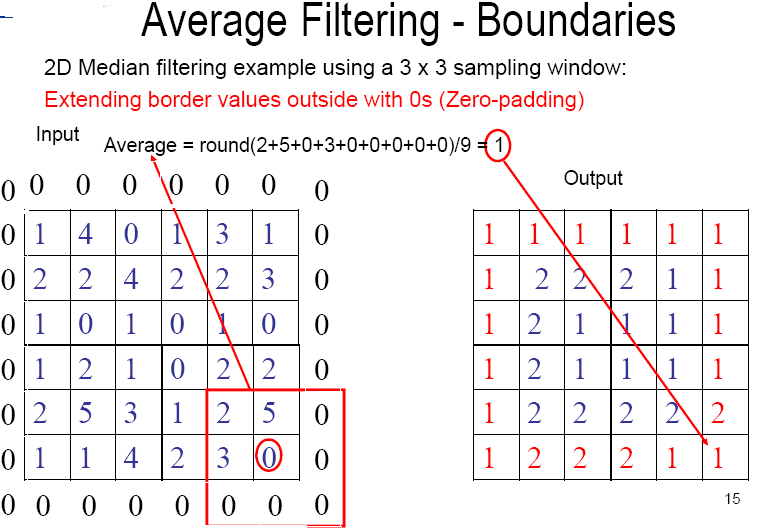 Average Filtering - Boundaries
2D Median filtering example using a 3 x 3 sampling window:
Extending border values outside with 0s (Zero-padding)
Input
Average = round(2+5+0+3+0+0+0+0+0)/9 = 1
Output
0 0 0 0 0 0 0 0
0 1 4 0 1 3 1 0 1 1 1 1 1 1
0 2 2 4 2 2 3 0 1 2 2 2 1 1
0 1 0 1 0 1 0 0 1 2 1 1 1 1
0 1 2 1 0 2 2 0 1 2 1 1 1 1
0 2 5 3 1 2 5 0 1 2 2 2 2 2
0 1 1 4 2 3 0 0 1 2 2 2 1 1
0 0 0 0 0 0 0 0
15